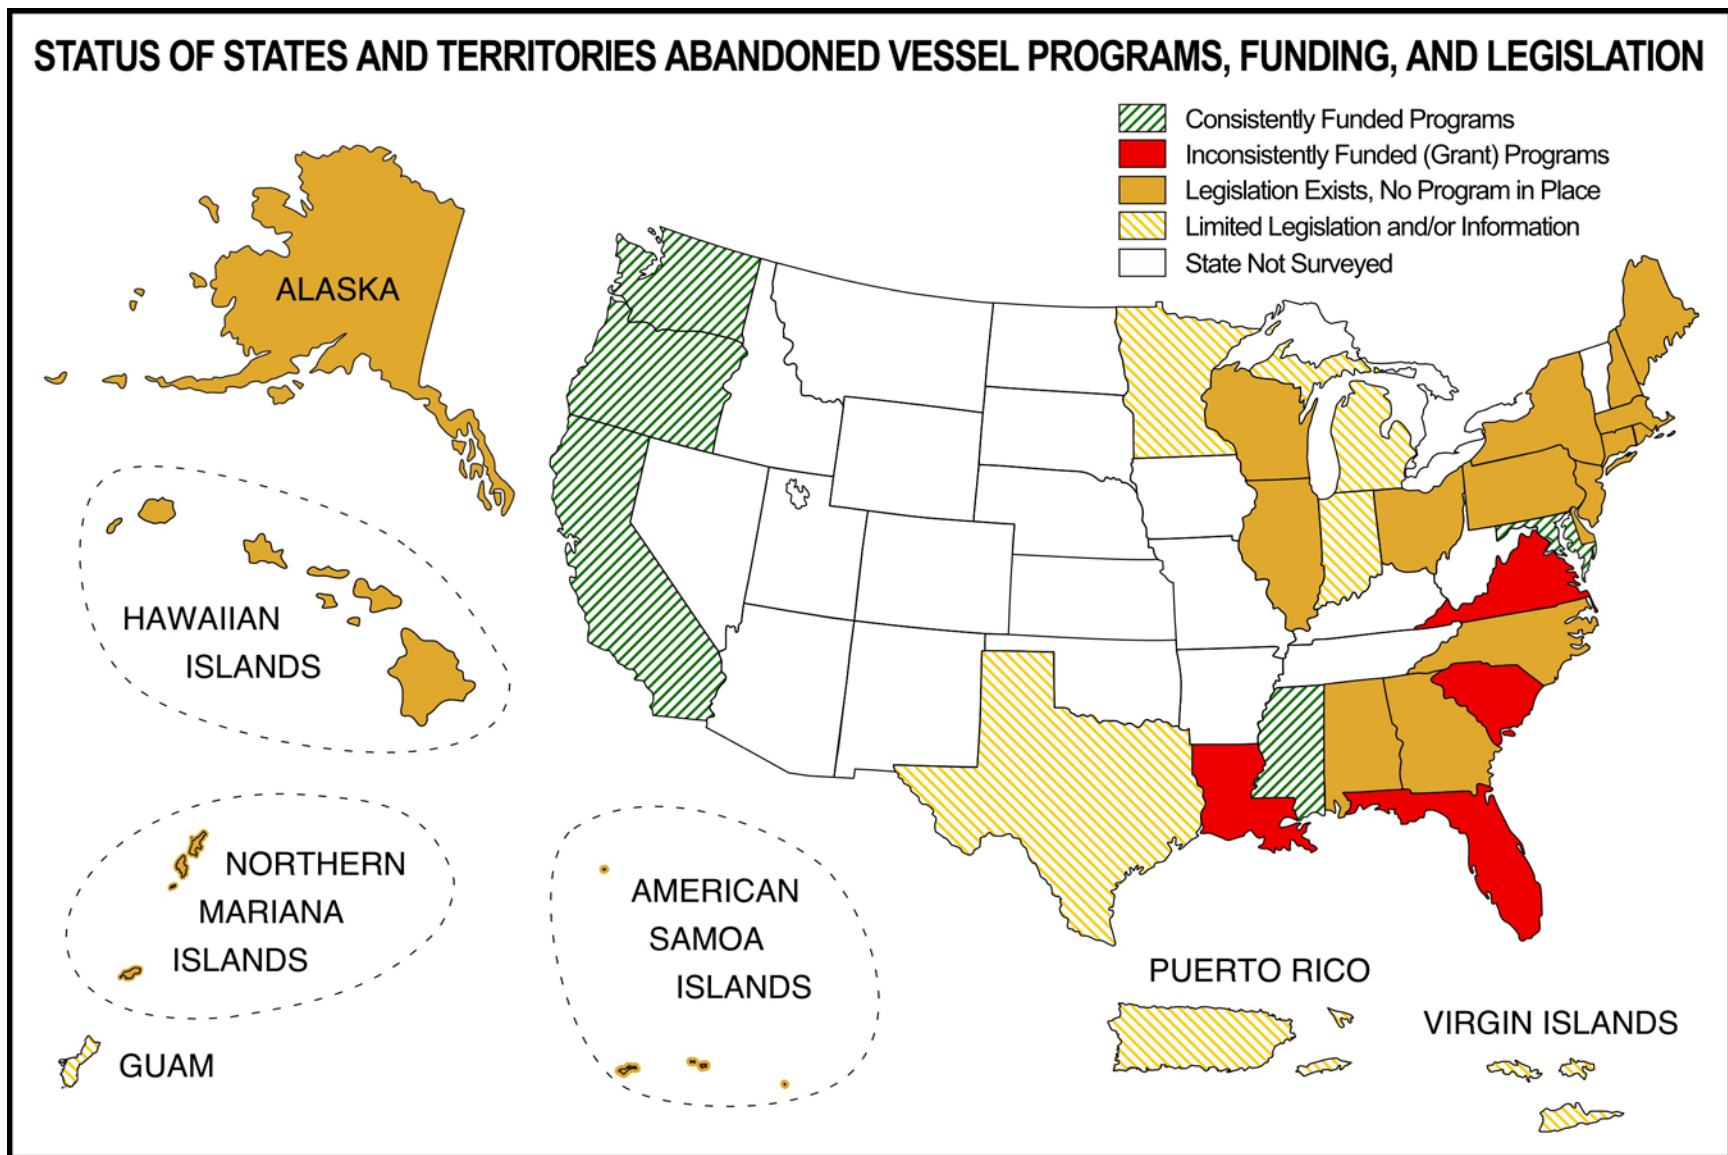 STATUS OF STATES AND TERRITORIES ABANDONED VESSEL PROGRAMS, FUNDING, AND LEGISLATION
Consistently Funded Programs
Inconsistently Funded (Grant) Programs
Legislation Exists, No Program in Place
Limited Legislation and/or Information
State Not Surveyed
ALASKA
HAWAIIAN
ISLANDS
NORTHERN
MARIANA
ISLANDS
GUAM
AMERICAN
SAMOA
ISLANDS
PUERTO RICO
VIRGIN ISLANDS